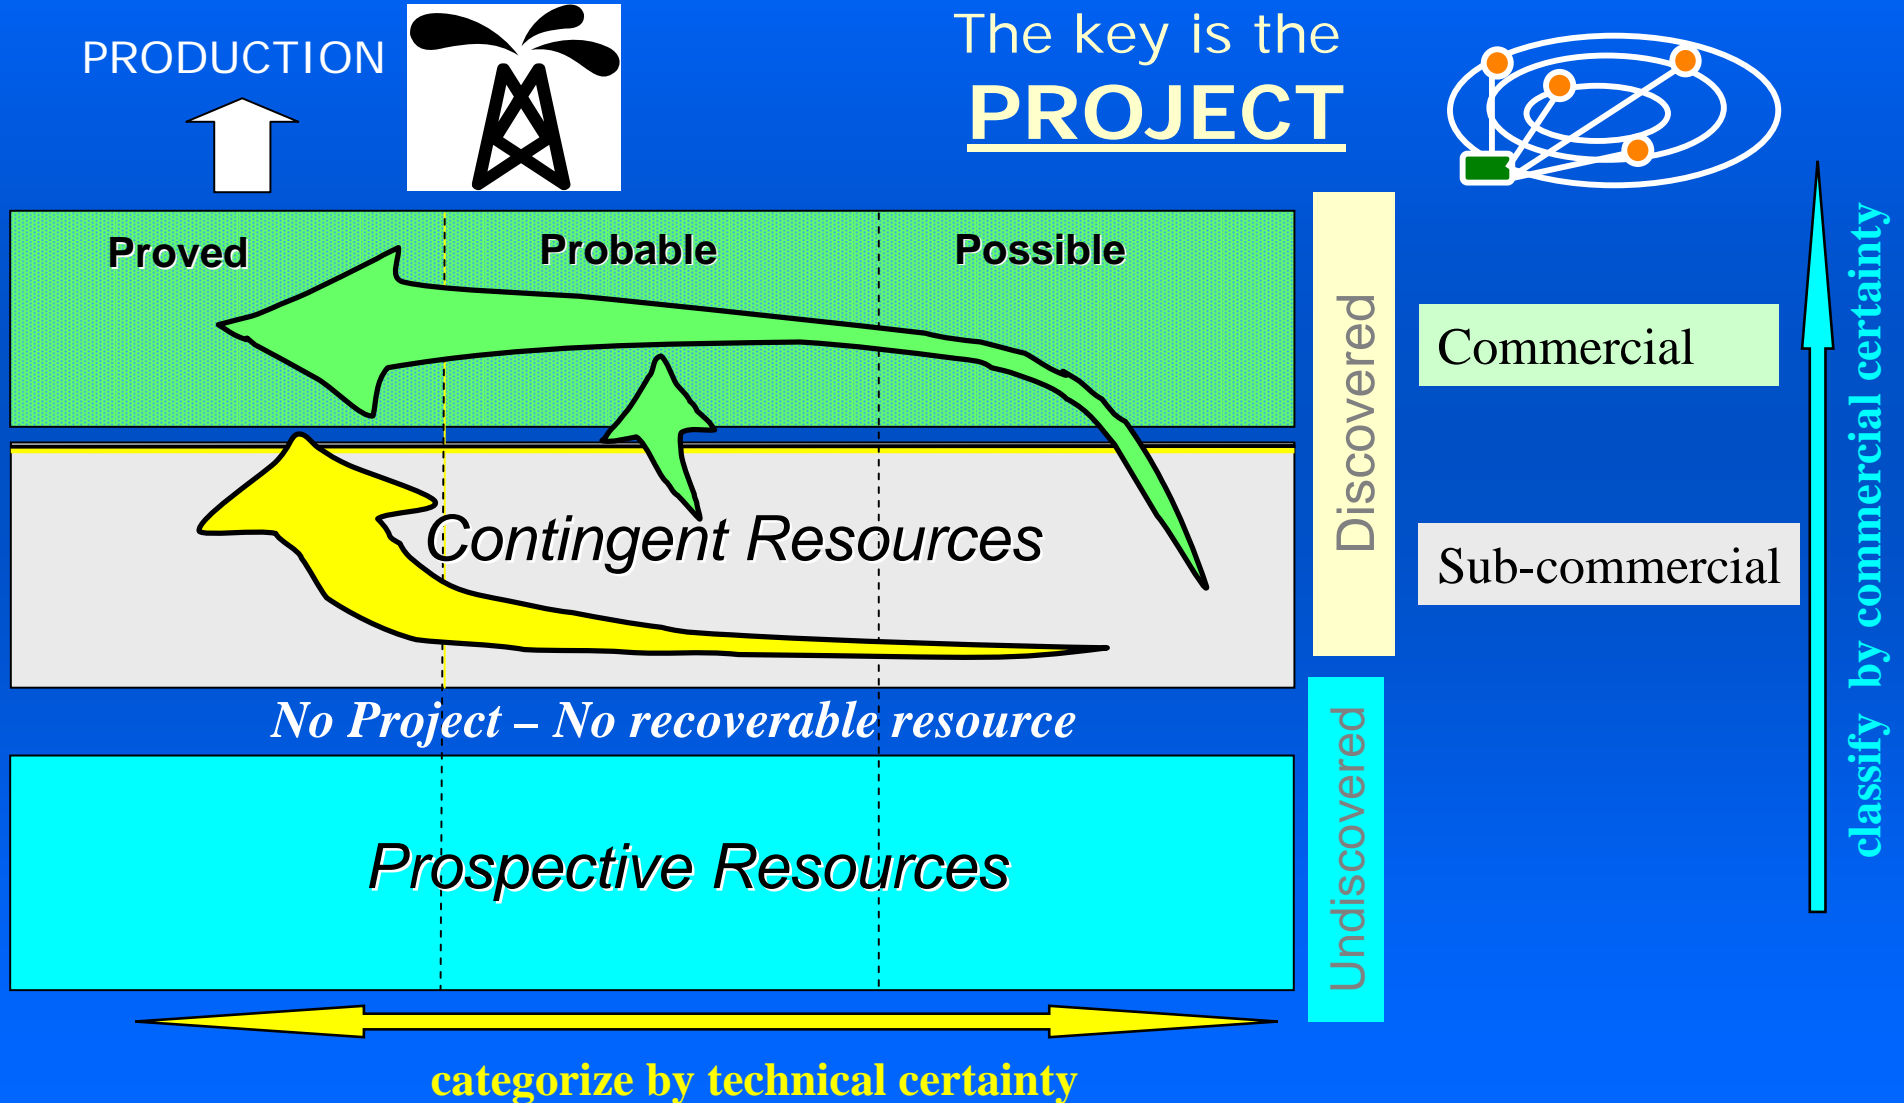 PRODUCTION
The key is the
PROJECT
Proved
Probable
Possible
Discovered
Commercial
Contingent Resources
Sub-commercial
No Project – No recoverable resource
Prospective Resources
Undiscovered
classify by commercial certainty
categorize by technical certainty